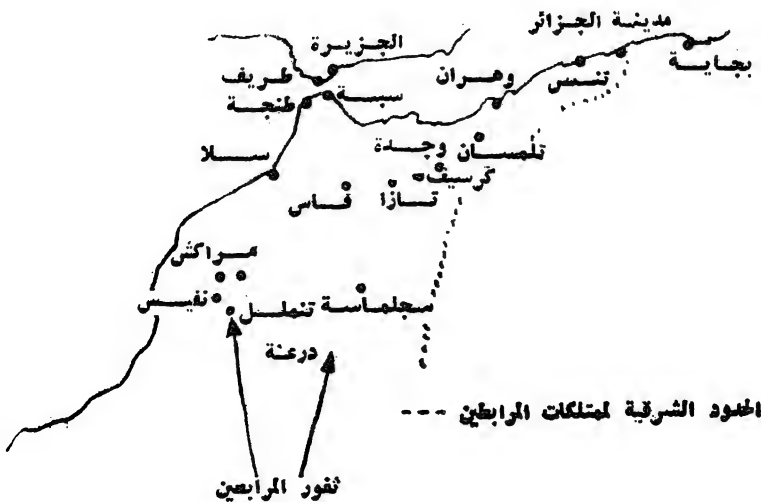 مدينة الجزائر
بجاية
تنس
وهران
الجزيرة
طريف
سبتة
طنجة
تلمسان
وجدة
كرسيف
تازا
فاس
سلا
مراكش
نفيس
تنملل
سجلماسة
درعة
--- الحدود الشرقية لممتلكات المرابطين
ثغور المرابطين